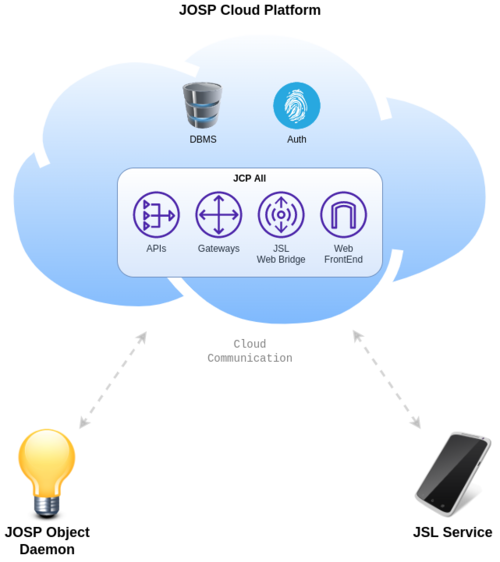 JOSP Cloud Platform
DBMS
Auth
JCP All
APIs
Gateways
JSL
Web Bridge
Web
FrontEnd
Cloud
Communication
JOSP Object
Daemon
JSL Service